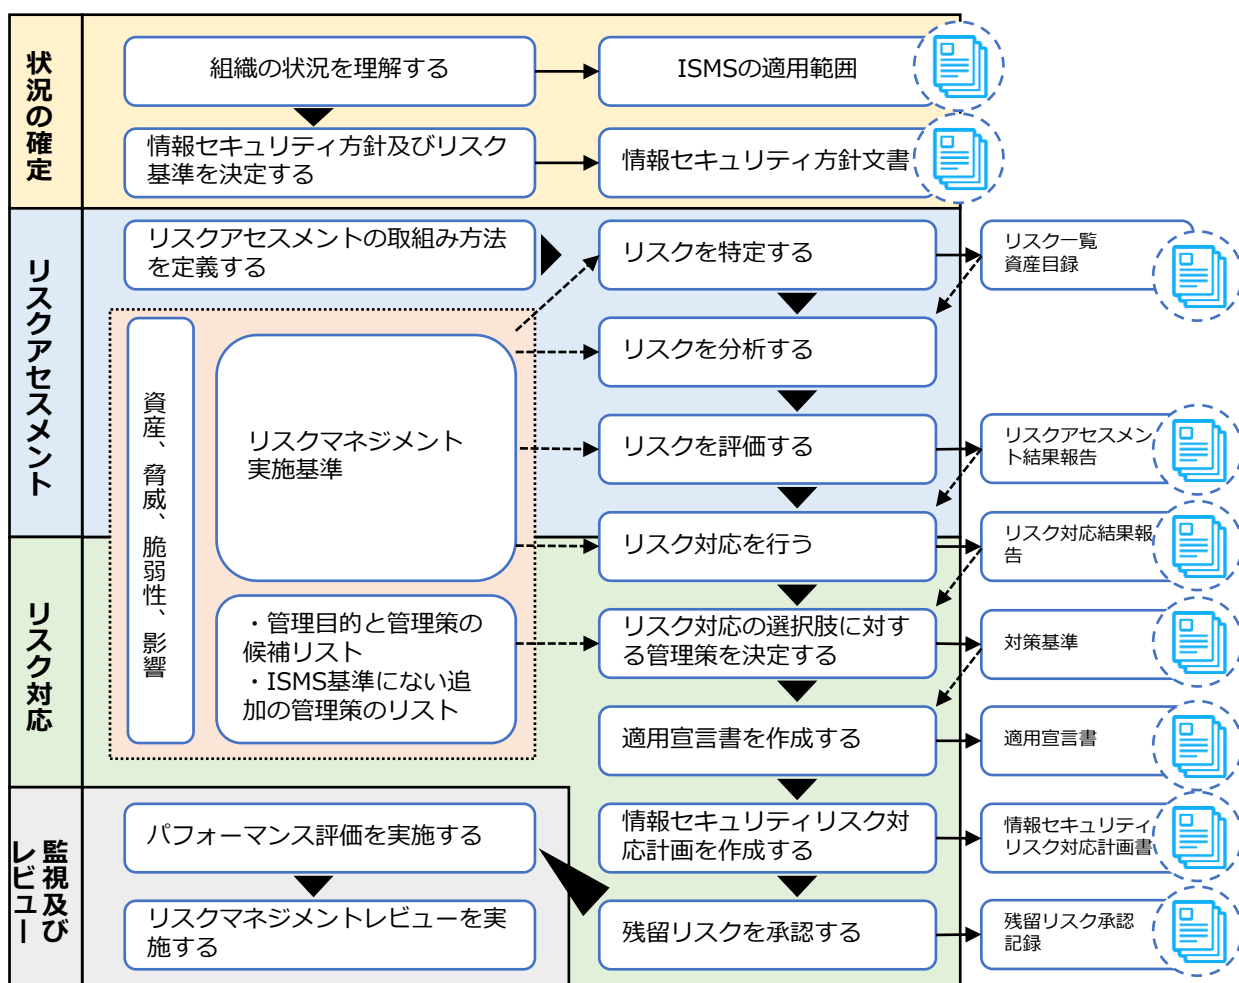 状況の確定
組織の状況を理解する
ISMSの適用範囲
情報セキュリティ方針及びリスク
基準を決定する
情報セキュリティ方針文書
リスクアセスメント
リスクアセスメントの取組み方法
を定義する
リスクを特定する
リスク一覧
資産目録
資産、脅威、脆弱性、影響
リスクマネジメント
実施基準
リスクを分析する
リスクを評価する
リスクアセスメン
ト結果報告
リスク対応を行う
リスク対応結果報
告
リスク対応
・管理目的と管理策の
候補リスト
・ISMS基準にない追
加の管理策のリスト
リスク対応の選択肢に対す
る管理策を決定する
対策基準
適用宣言書を作成する
適用宣言書
情報セキュリティリスク対
応計画を作成する
情報セキュリティ
リスク対応計画書
残留リスクを承認する
残留リスク承認
記録
監視及び
レビュー
パフォーマンス評価を実施する
リスクマネジメントレビューを実
施する